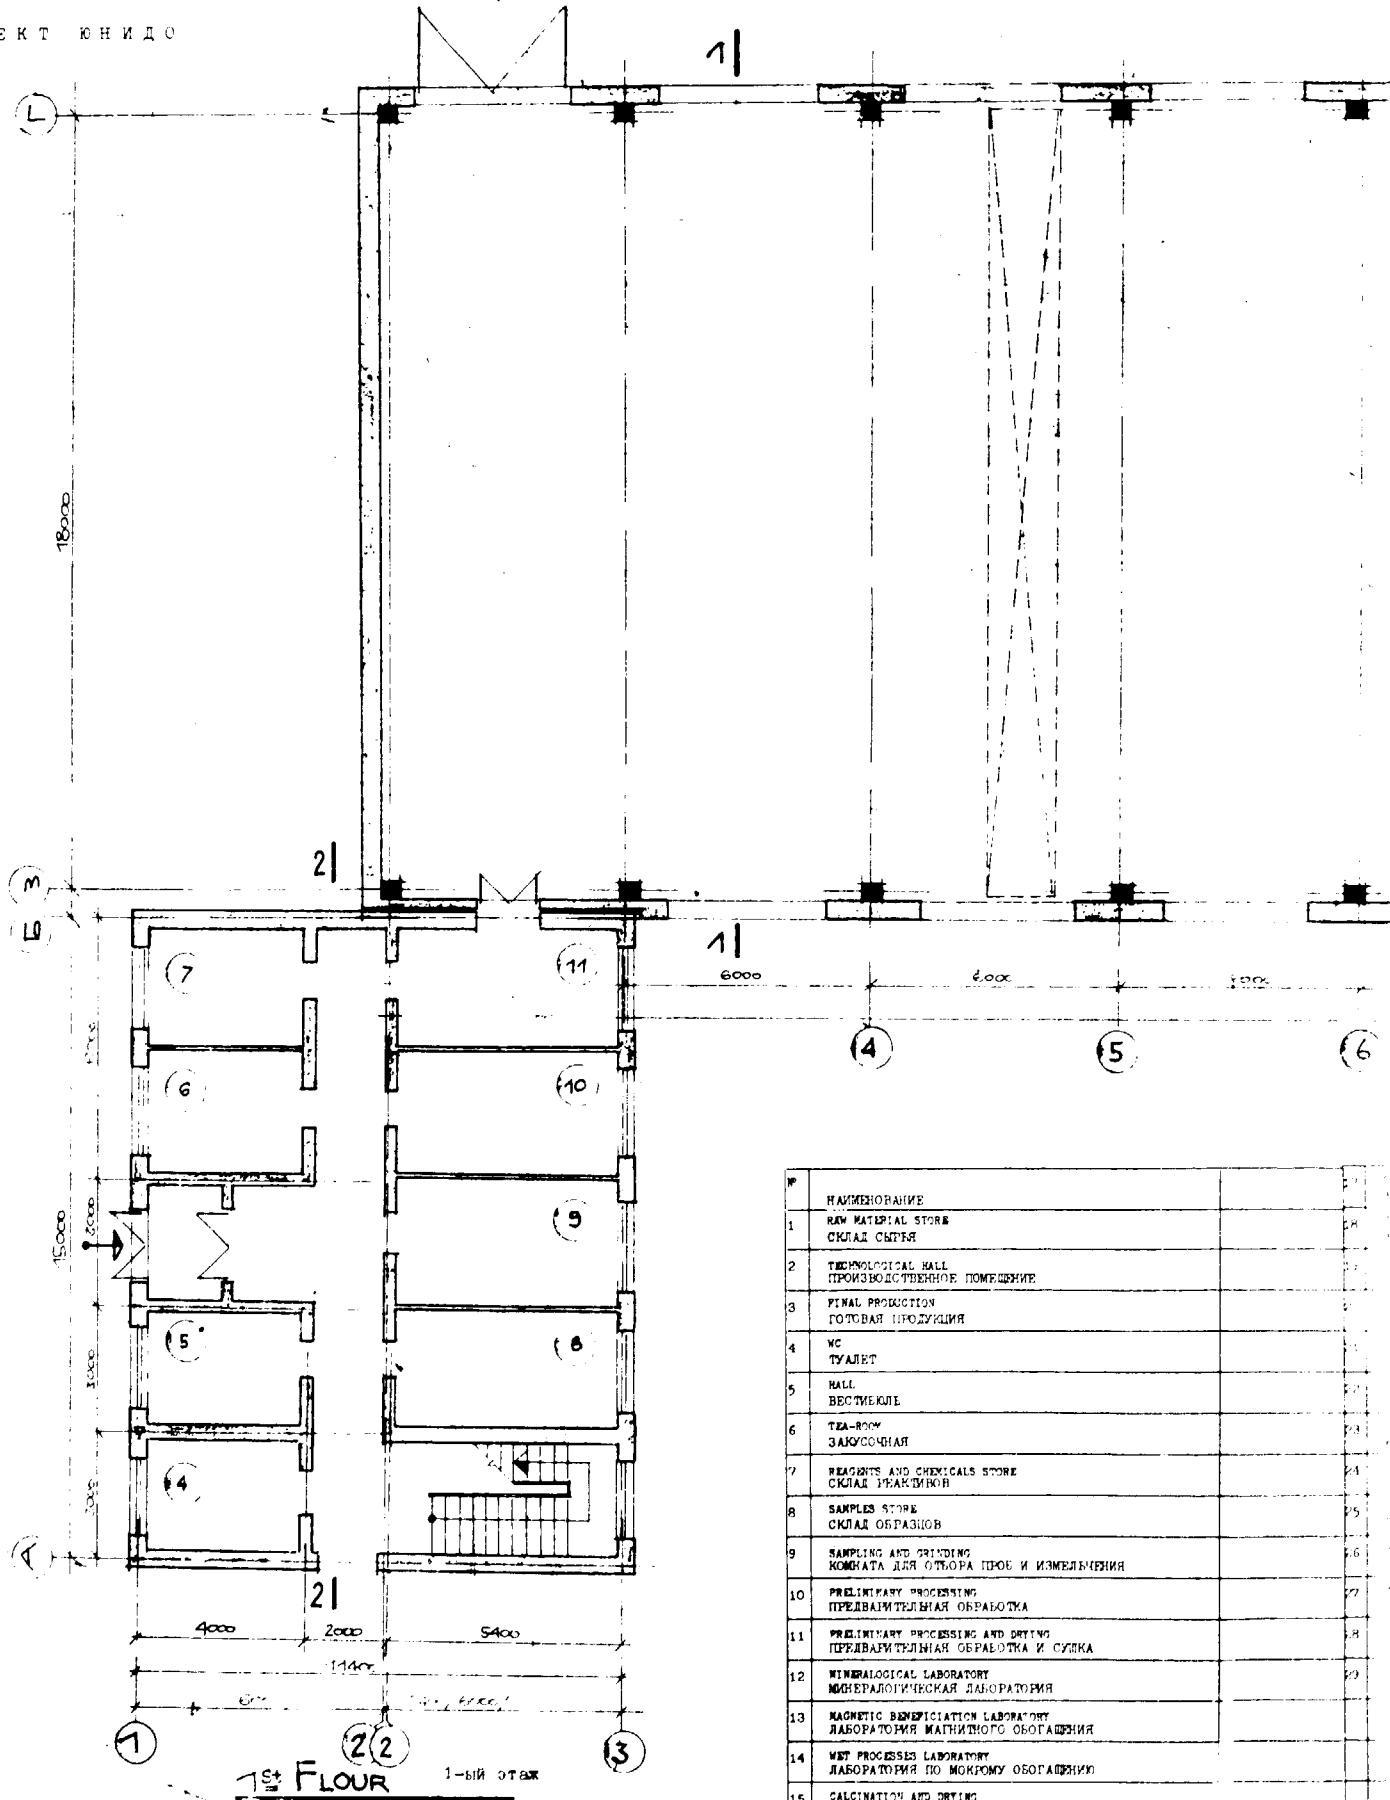 ЕКТ ЮНИДО
1
Г
18000
2
В
Б
1
6000
6000
4
5
6
7
11
6
10
15000
2000
9
5
8
3000
4
3000
А
2
4000
2000
5400
11400
1
2
2
3
1st FLOUR
1-ый этаж
№
НАИМЕНОВАНИЕ
1
RAW MATERIAL STORE
СКЛАД СЫРЬЯ
2
TECHNOLOGICAL HALL
ПРОИЗВОДСТВЕННОЕ ПОМЕЩЕНИЕ
3
FINAL PRODUCTION
ГОТОВАЯ ПРОДУКЦИЯ
4
WC
ТУАЛЕТ
5
HALL
ВЕСТИБЮЛЬ
6
TEA-ROOM
ЗАКУСОЧНАЯ
7
REAGENTS AND CHEMICALS STORE
СКЛАД РЕАКТИВОВ
8
SAMPLES STORE
СКЛАД ОБРАЗЦОВ
9
SAMPLING AND GRINDING
КОМНАТА ДЛЯ ОТБОРА ПРОБ И ИЗМЕЛЬЧЕНИЯ
10
PRELIMINARY PROCESSING
ПРЕДВАРИТЕЛЬНАЯ ОБРАБОТКА
11
PRELIMINARY PROCESSING AND DRYING
ПРЕДВАРИТЕЛЬНАЯ ОБРАБОТКА И СУШКА
12
MINERALOGICAL LABORATORY
МИНЕРАЛОГИЧЕСКАЯ ЛАБОРАТОРИЯ
13
MAGNETIC BENEFICIATION LABORATORY
ЛАБОРАТОРИЯ МАГНИТНОГО ОБОГАЩЕНИЯ
14
WET PROCESSES LABORATORY
ЛАБОРАТОРИЯ ПО МОКРОМУ ОБОГАЩЕНИЮ
15
CALCINATION AND DRYING